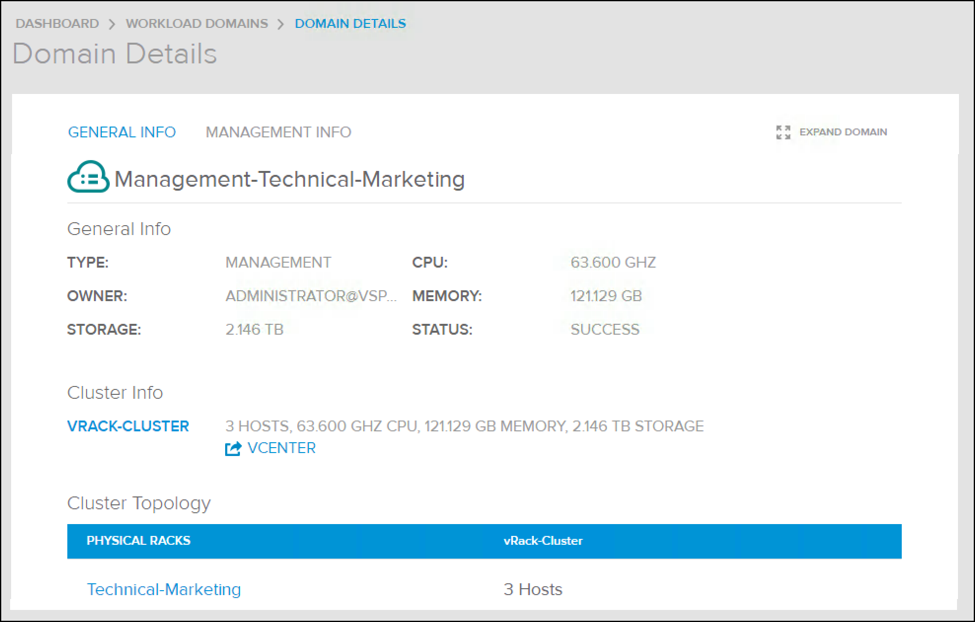 DASHBOARD > WORKLOAD DOMAINS > DOMAIN DETAILS
Domain Details
GENERAL INFO MANAGEMENT INFO EXPAND DOMAIN
Management-Technical-Marketing
General Info
TYPE: MANAGEMENT CPU: 63.600 GHZ
OWNER: ADMINISTRATOR@VSP... MEMORY: 121.129 GB
STORAGE: 2.146 TB STATUS: SUCCESS
Cluster Info
VRACK-CLUSTER 3 HOSTS, 63.600 GHZ CPU, 121.129 GB MEMORY, 2.146 TB STORAGE
VCENTER
Cluster Topology
PHYSICAL RACKS vRack-Cluster
Technical-Marketing 3 Hosts